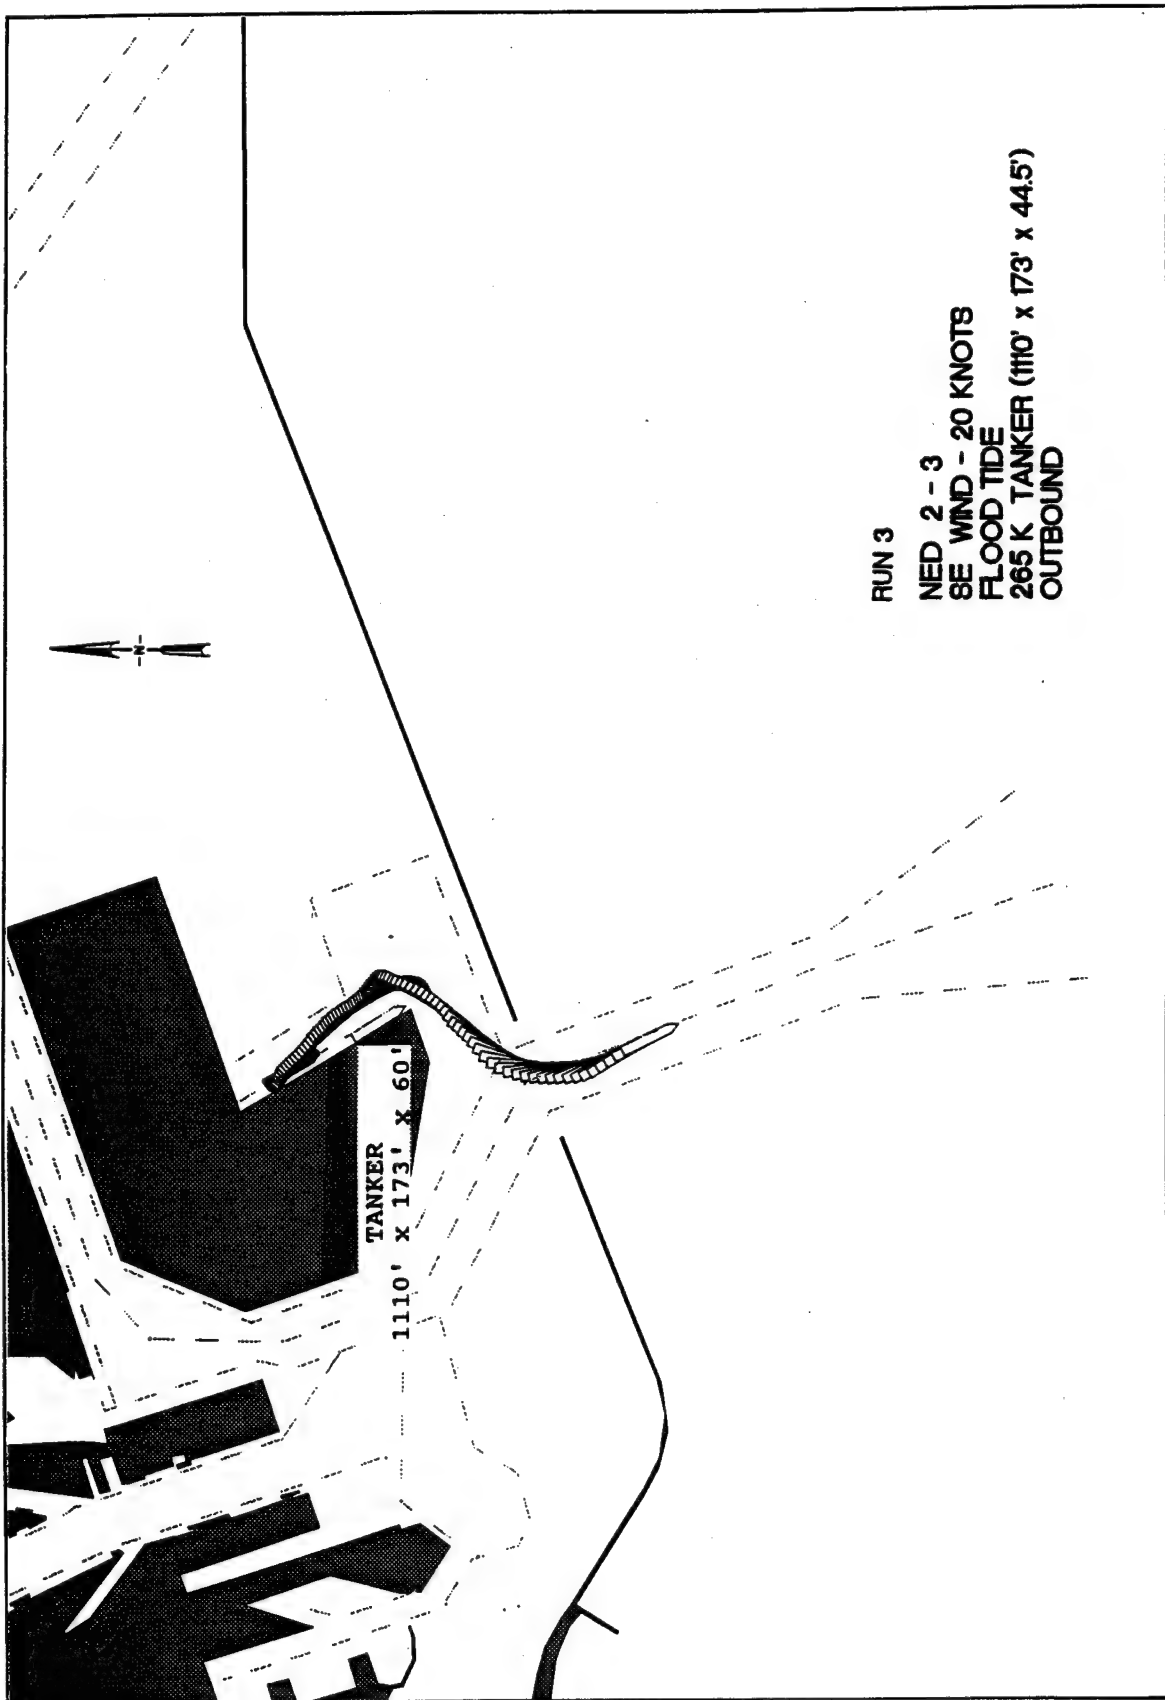 N
TANKER
1110' x 173' x 60'
RUN 3
NED 2 - 3
SE WIND - 20 KNOTS
FLOOD TIDE
265 K TANKER (1110' x 173' x 44.5')
OUTBOUND